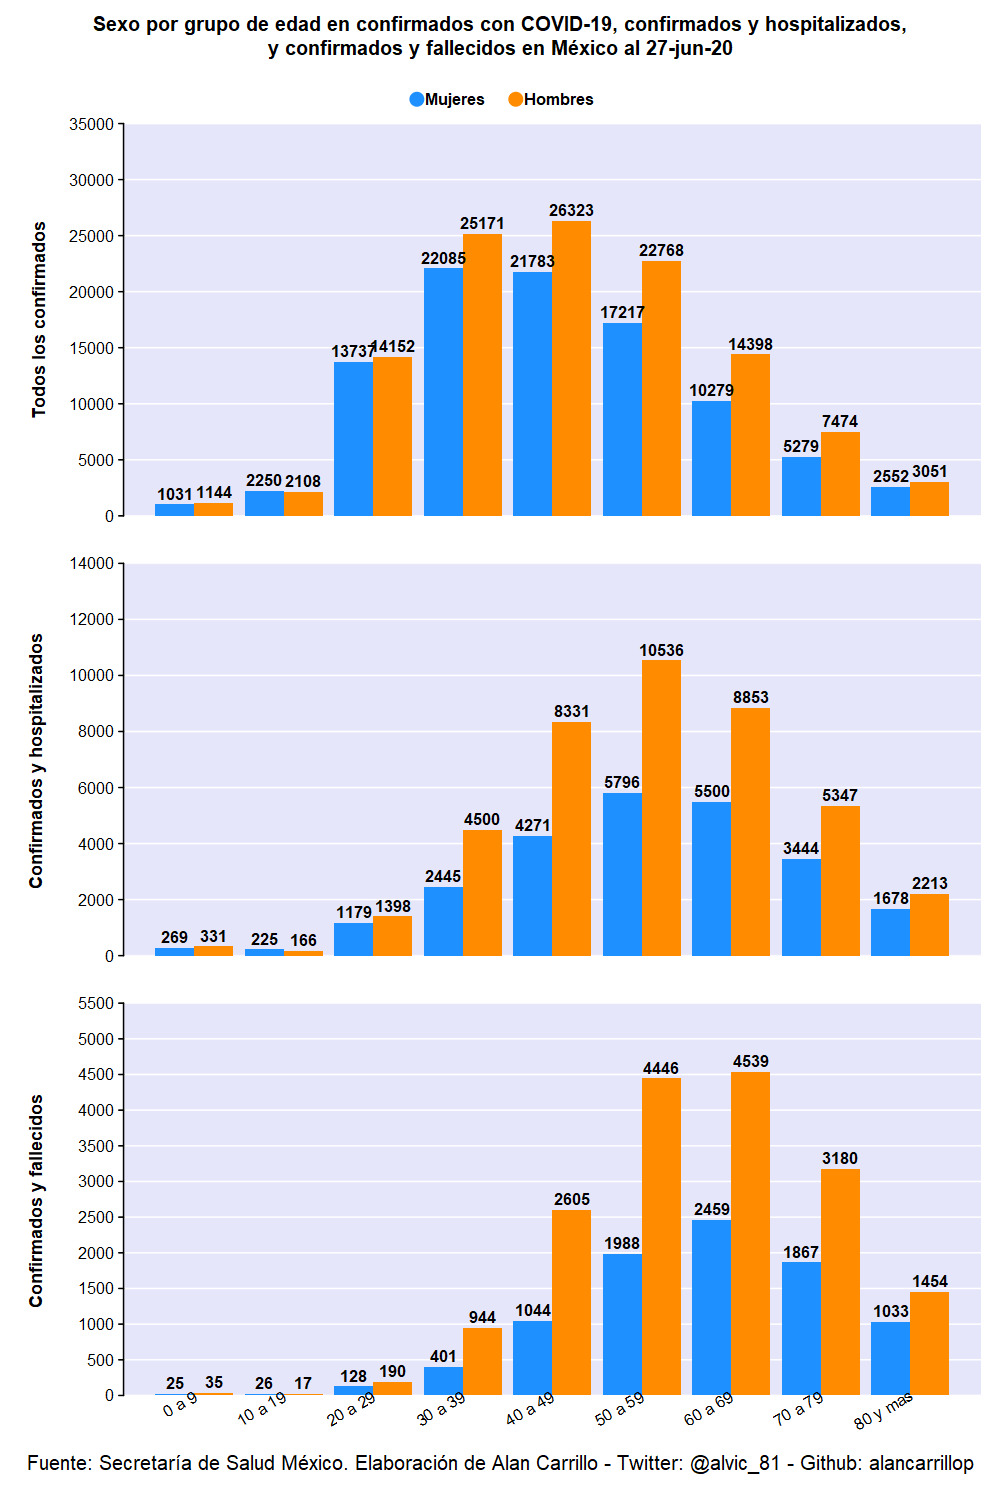 Sexo por grupo de edad en confirmados con COVID-19, confirmados y hospitalizados,
y confirmados y fallecidos en México al 27-jun-20
Mujeres Hombres
Todos los confirmados
35000
30000
25000
20000
15000
10000
5000
0
1031 1144 2250 2108 13737 14152 22085 25171 21783 26323 17217 22768 10279 14398 5279 7474 2552 3051
Confirmados y hospitalizados
14000
12000
10000
8000
6000
4000
2000
0
269 331 225 166 1179 1398 2445 4500 4271 8331 5796 10536 5500 8853 3444 5347 1678 2213
Confirmados y fallecidos
5500
5000
4500
4000
3500
3000
2500
2000
1500
1000
500
0
25 35 26 17 128 190 401 944 1044 2605 1988 4446 2459 4539 1867 3180 1033 1454
0 a 9 10 a 19 20 a 29 30 a 39 40 a 49 50 a 59 60 a 69 70 a 79 80 y mas
Fuente: Secretaría de Salud México. Elaboración de Alan Carrillo - Twitter: @alvic_81 - Github: alancarrillop